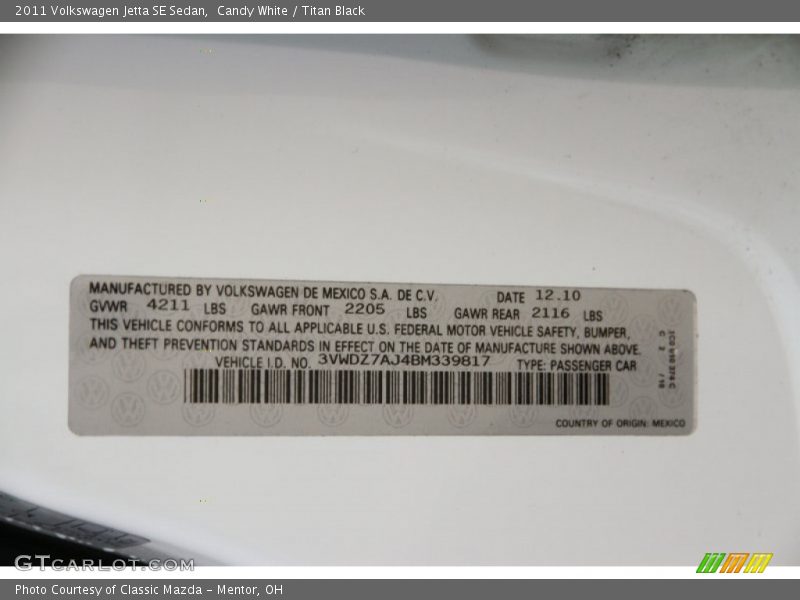 2011 Volkswagen Jetta SE Sedan,  Candy White / Titan Black
MANUFACTURED BY VOLKSWAGEN DE MEXICO S.A. DE C.V. DATE 12.10
GVWR 4211 LBS GAWR FRONT 2205 LBS GAWR REAR 2116 LBS
THIS VEHICLE CONFORMS TO ALL APPLICABLE U.S. FEDERAL MOTOR VEHICLE SAFETY, BUMPER,
AND THEFT PREVENTION STANDARDS IN EFFECT ON THE DATE OF MANUFACTURE SHOWN ABOVE.
VEHICLE I.D. NO. 3VWDZ7AJ4BM339817 TYPE: PASSENGER CAR
COUNTRY OF ORIGIN: MEXICO
GTCARLOT.COM
Photo Courtesy of Classic Mazda - Mentor, OH